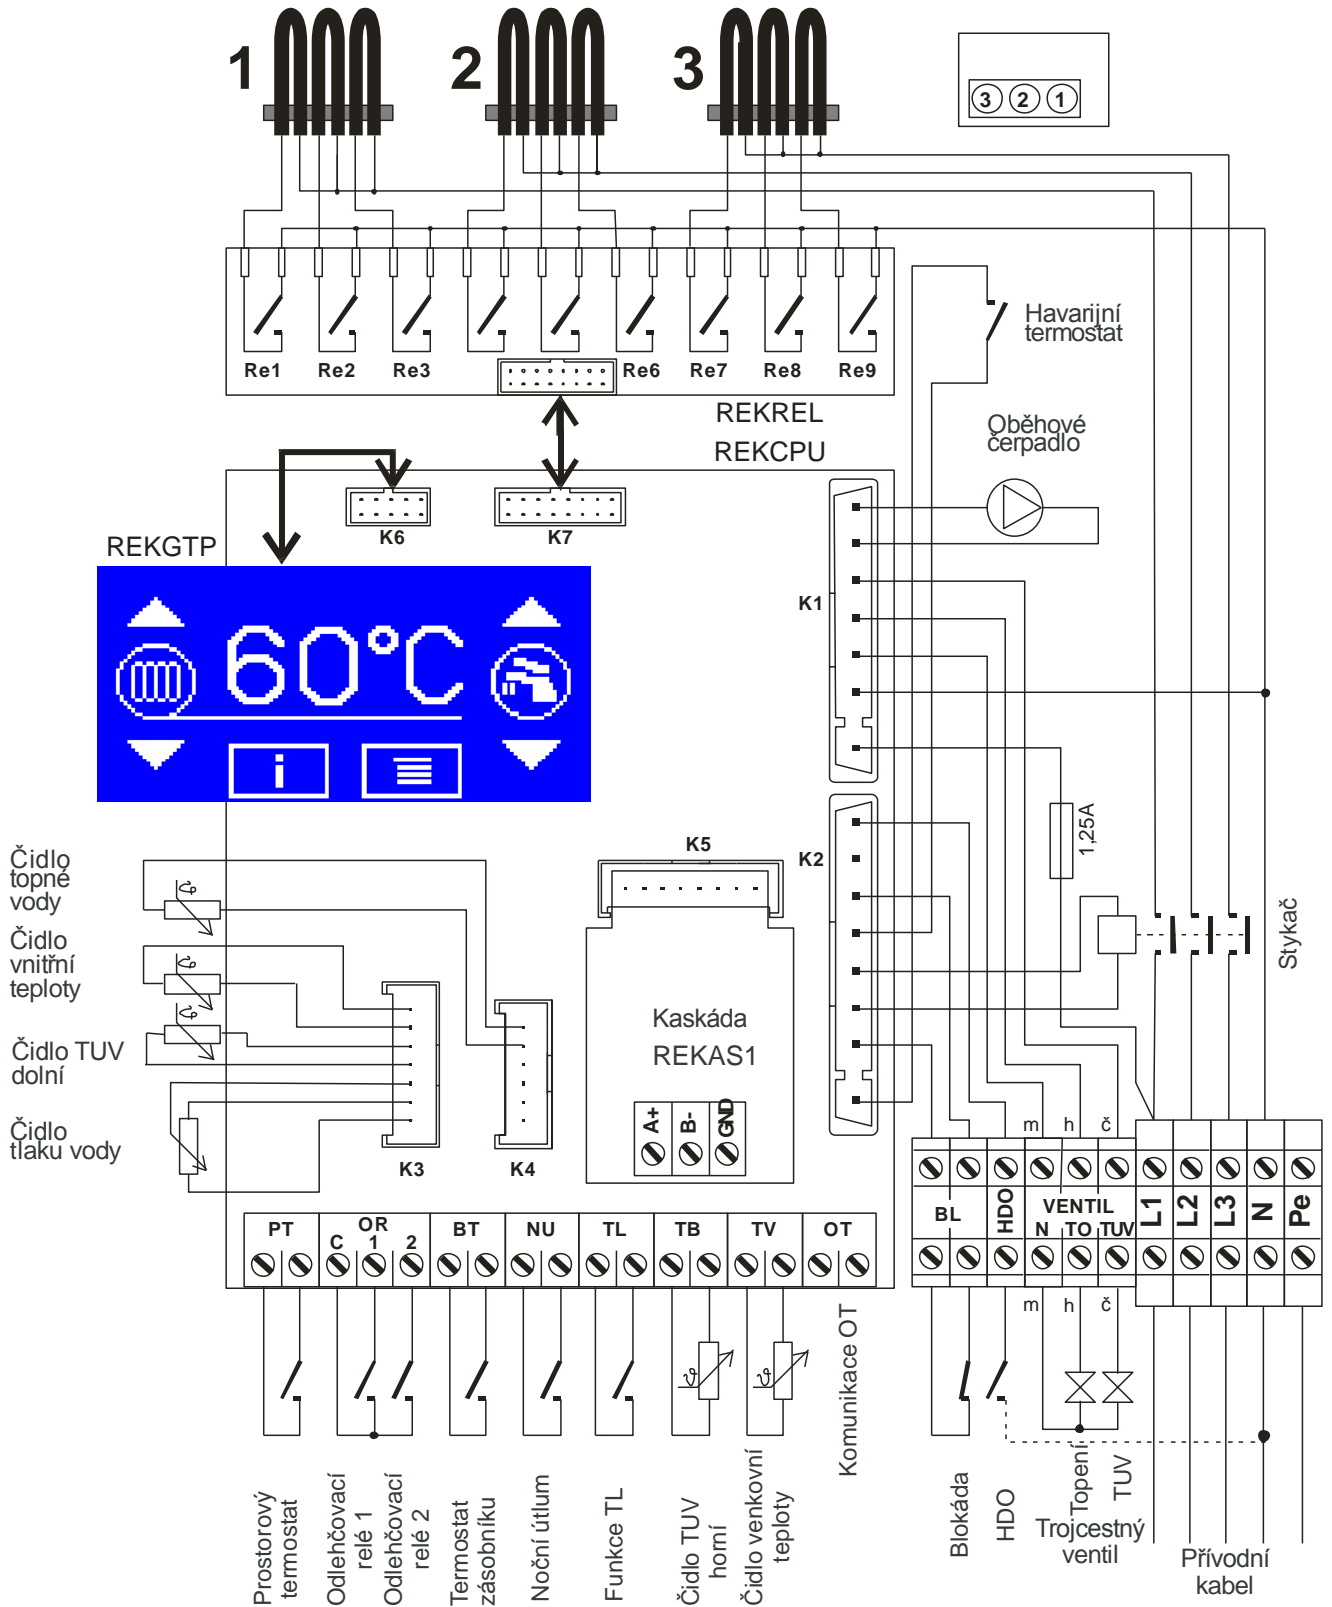 1
2
3
3 2 1
Havarijní
termostat
Re1 Re2 Re3 Re6 Re7 Re8 Re9
REKREL
REKCPU
Oběhové
čerpadlo
K6
K7
REKGTP
60°C
i
K1
1,25A
K5
K2
Čidlo
topné
vody
Čidlo
vnitřní
teploty
Čidlo TUV
dolní
Čidlo
tlaku vody
Stykač
Kaskáda
REKAS1
A+ B- GND
K3
K4
m h č
BL HDO VENTIL L1 L2 L3 N Pe
N TO TUV
PT OR BT NU TL TB TV OT
C 1 2
m h č
Prostorový
termostat
Odlehčovací
relé 1
Odlehčovací
relé 2
Termostat
zásobníku
Noční útlum
Funkce TL
Čidlo TUV
horní
Čidlo venkovní
teploty
Komunikace OT
Blokáda
HDO
Topení
TUV
Trojcestný
ventil
Přívodní
kabel